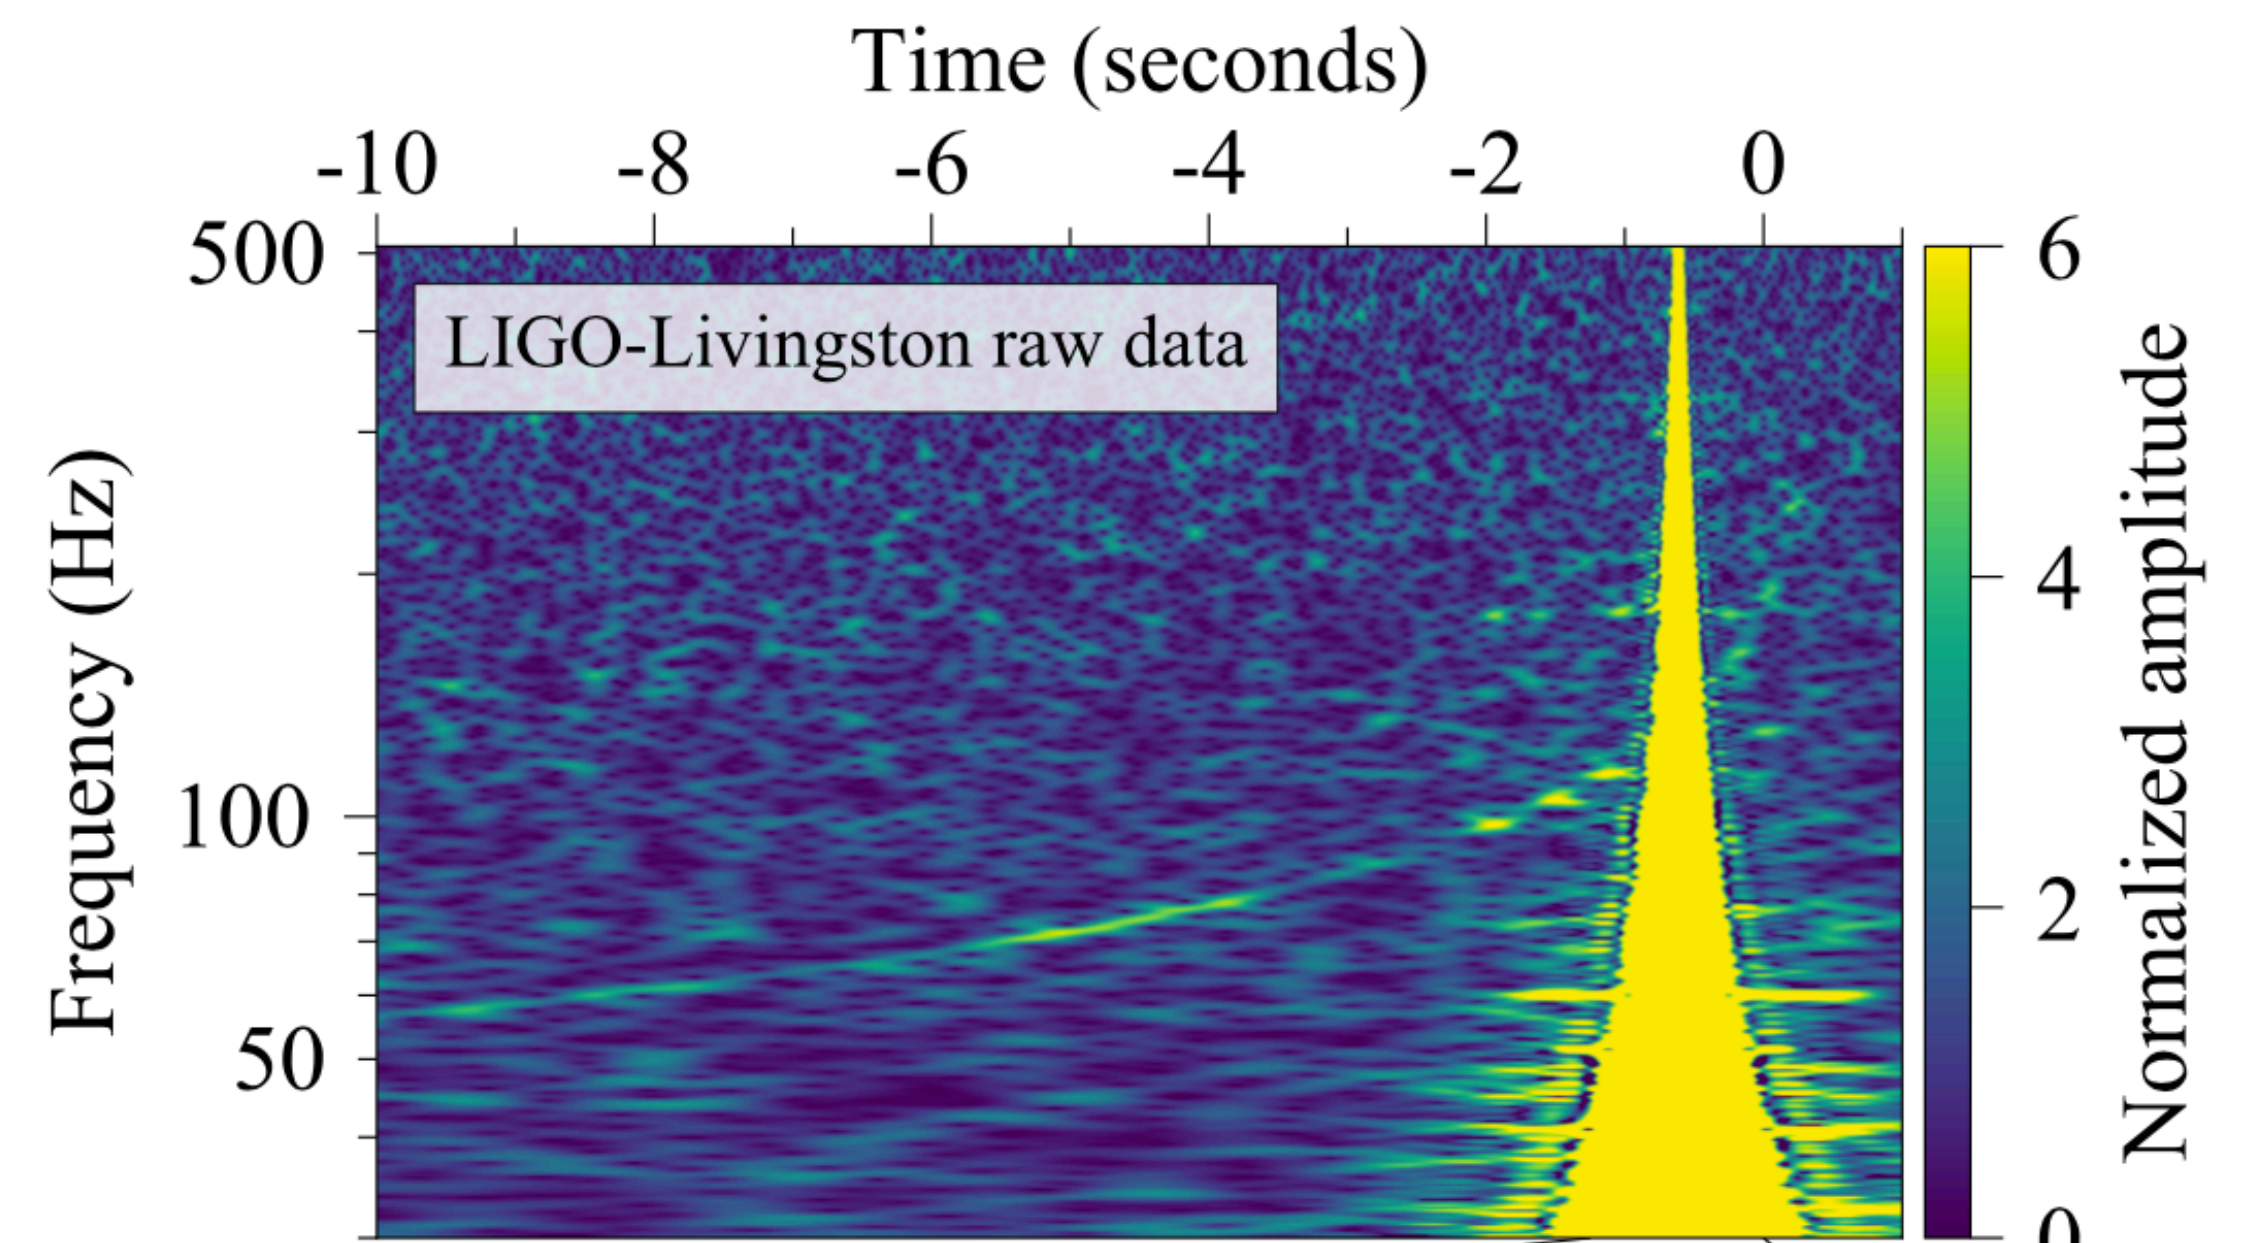 Time (seconds)
-10 -8 -6 -4 -2 0
500
100
50
Frequency (Hz)
LIGO-Livingston raw data
6
4
2
0
Normalized amplitude